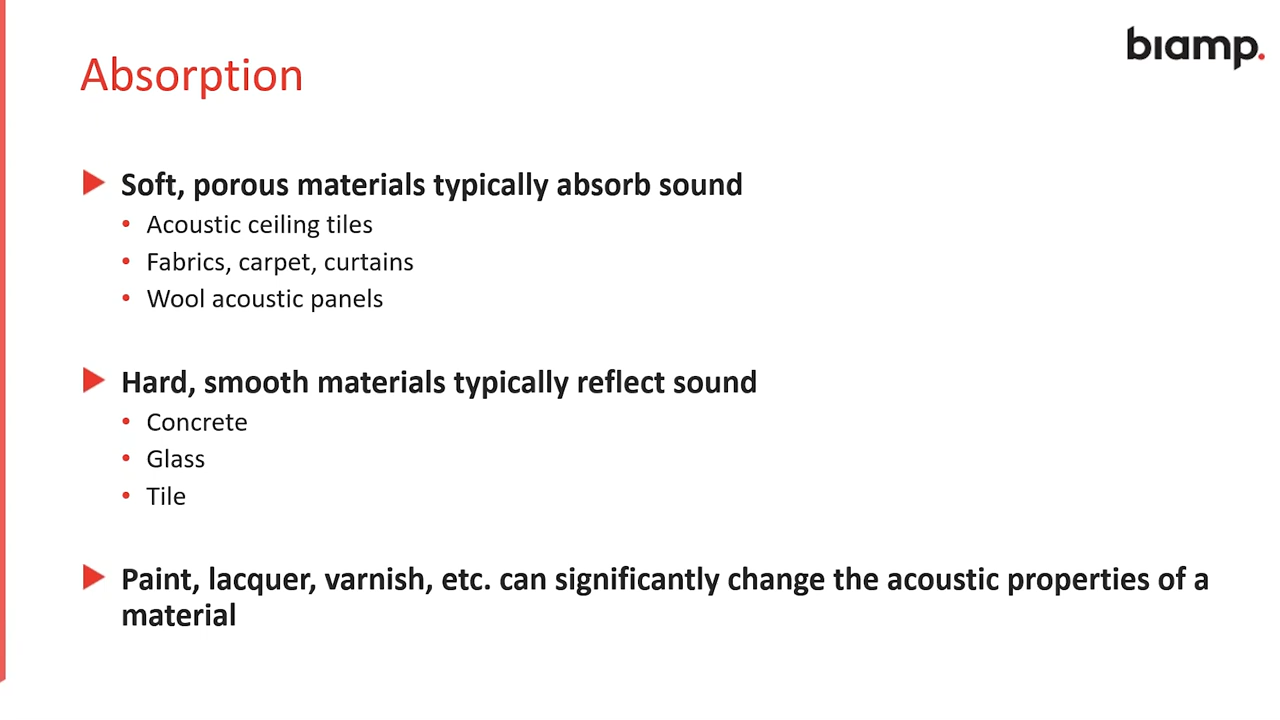 biamp.
Absorption
Soft, porous materials typically absorb sound
Acoustic ceiling tiles
Fabrics, carpet, curtains
Wool acoustic panels
Hard, smooth materials typically reflect sound
Concrete
Glass
Tile
Paint, lacquer, varnish, etc. can significantly change the acoustic properties of a
material